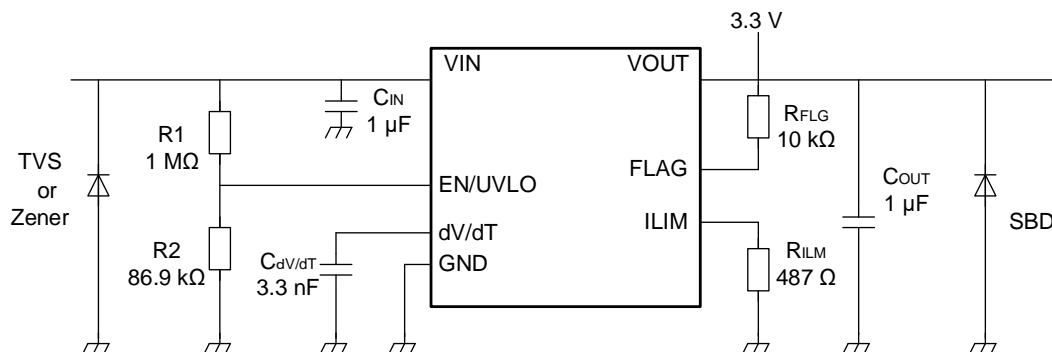 3.3 V
VIN
VOUT
CIN
1 µF
R1
1 MΩ
RFLG
10 kΩ
TVS
or
Zener
FLAG
EN/UVLO
COUT
1 µF
ILIM
SBD
R2
86.9 kΩ
dV/dT
CdV/dT
3.3 nF
GND
RILM
487 Ω